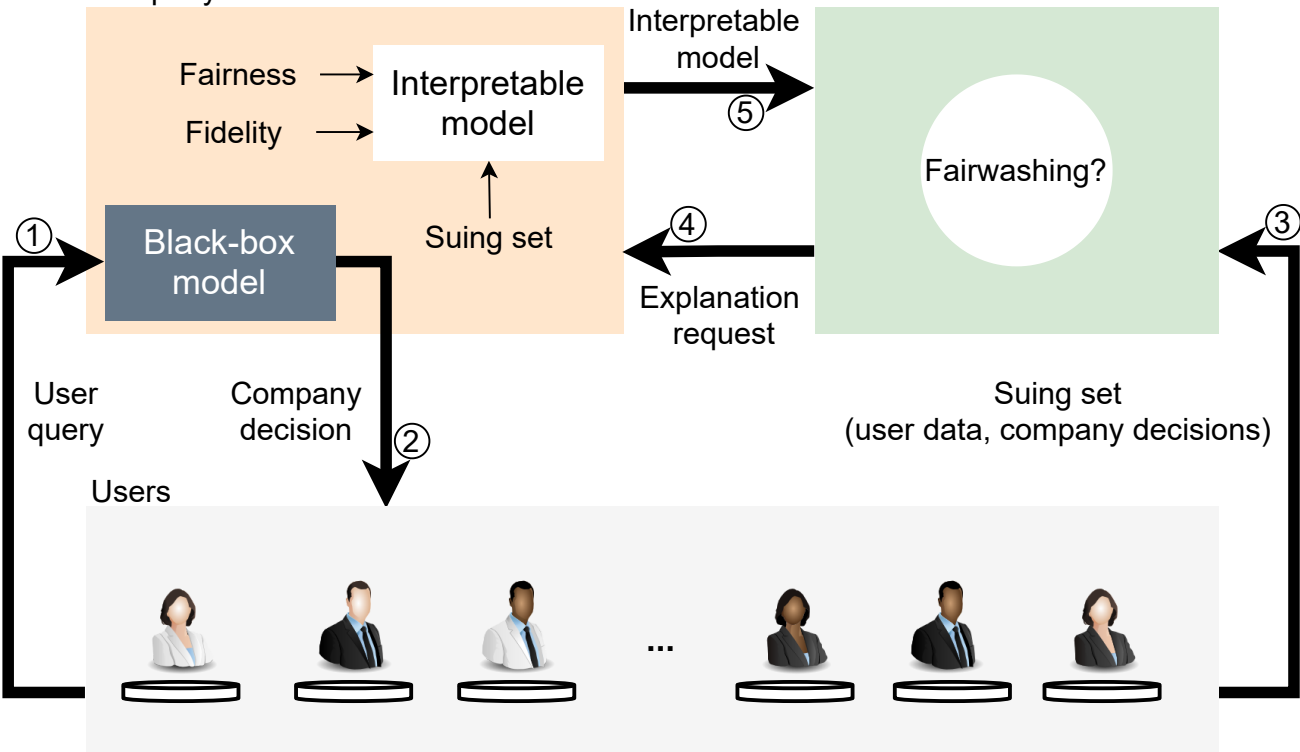 Interpretable
model
Fairness
Fidelity
Interpretable
model
⑤
Fairwashing?
①
Black-box
model
Suing set
④
③
Explanation
request
User
query
Company
decision
②
Suing set
(user data, company decisions)
Users
...